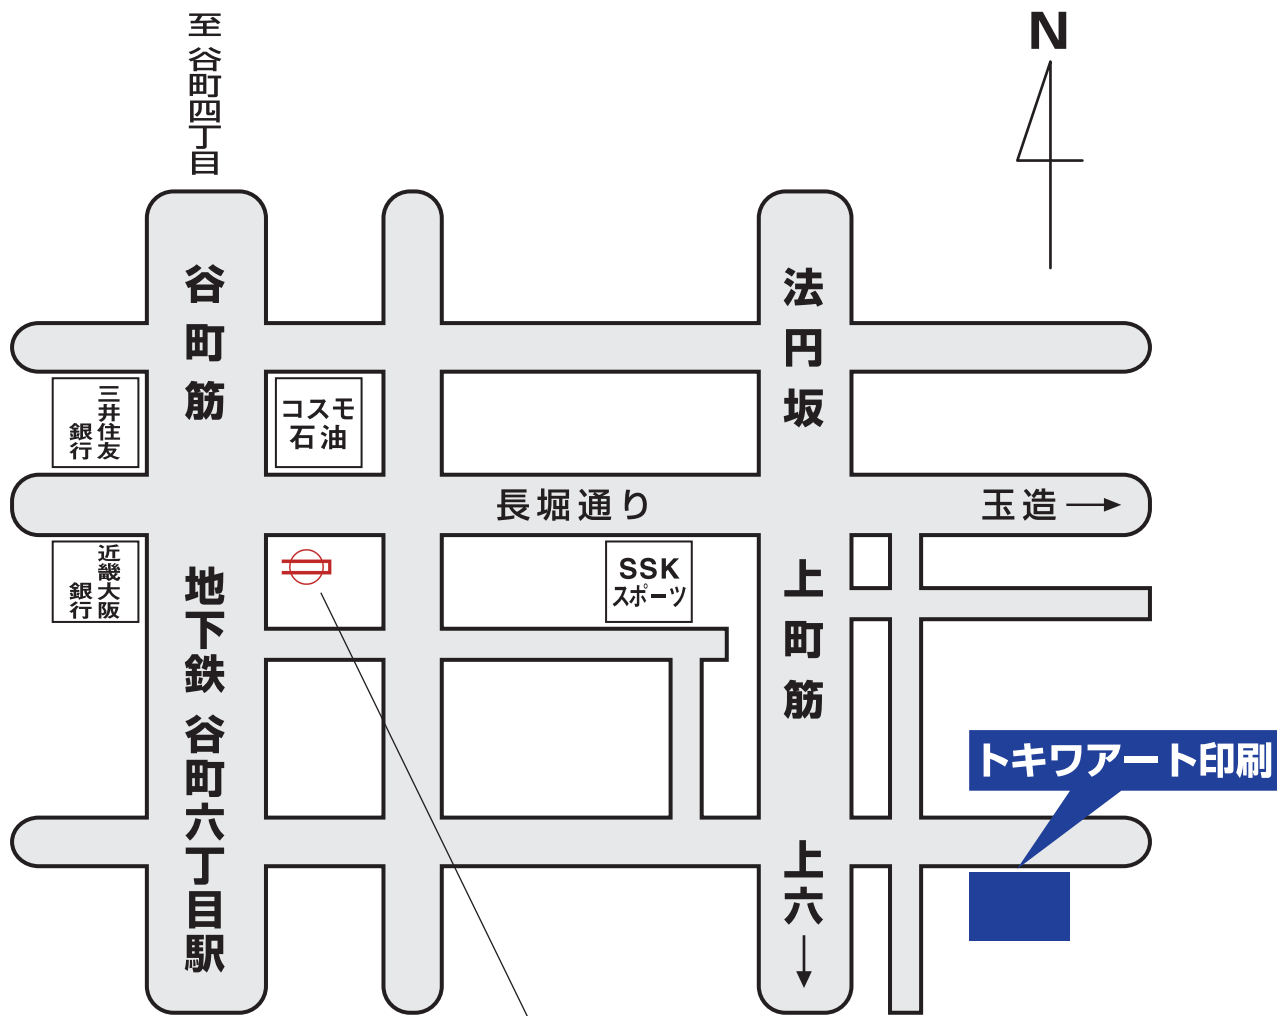 至 谷町四丁目
N
谷町筋
法円坂
三井住友
銀行
コスモ
石油
長堀通り
玉造
近畿大阪
銀行
SSK
スポーツ
地下鉄 谷町六丁目駅
上町筋
トキワアート印刷
上六